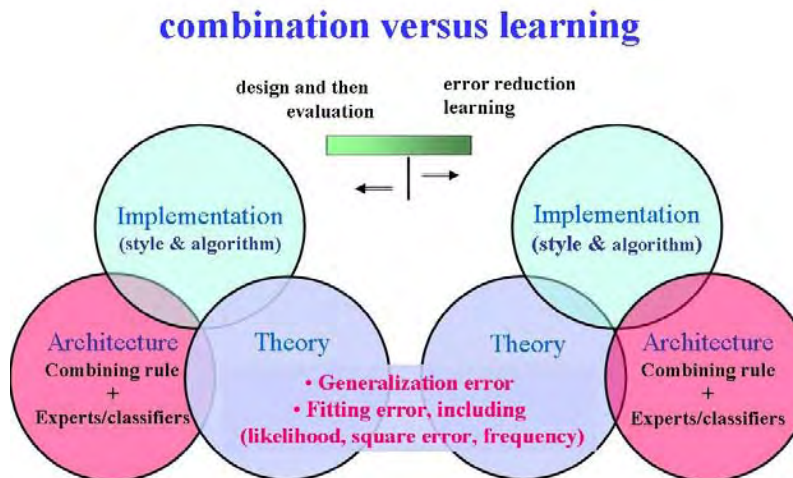 combination versus learning
design and then
evaluation
error reduction
learning
Implementation
(style & algorithm)
Implementation
(style & algorithm)
Architecture
Combining rule
+
Experts/classifiers
Theory
Theory
Architecture
Combining rule
+
Experts/classifiers
• Generalization error
• Fitting error, including
(likelihood, square error, frequency)